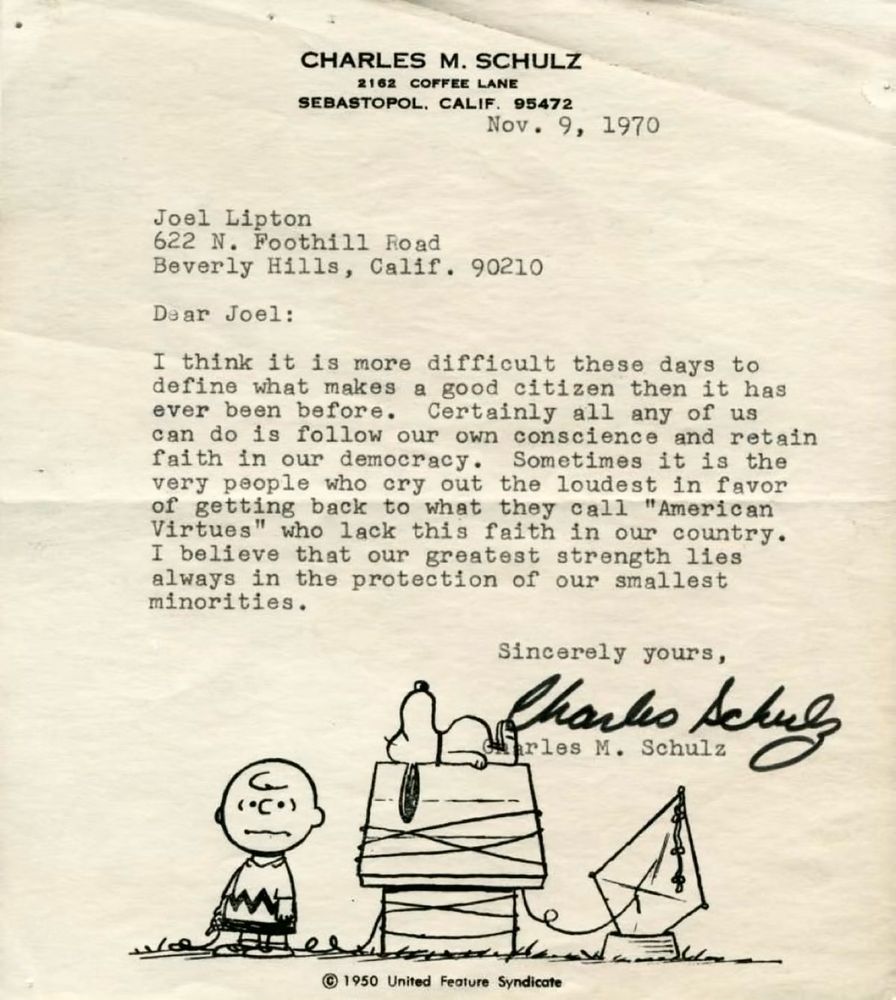 CHARLES M. SCHULZ
2162 COFFEE LANE
SEBASTOPOL, CALIF. 95472
Nov. 9, 1970
Joel Lipton
622 N. Foothill Road
Beverly Hills, Calif. 90210
Dear Joel:
I think it is more difficult these days to
define what makes a good citizen then it has
ever been before.  Certainly all any of us
can do is follow our own conscience and retain
faith in our democracy.  Sometimes it is the
very people who cry out the loudest in favor
of getting back to what they call "American
Virtues" who lack this faith in our country.
I believe that our greatest strength lies
always in the protection of our smallest
minorities.
Sincerely yours,
Charles Schulz
Charles M. Schulz
© 1950 United Feature Syndicate